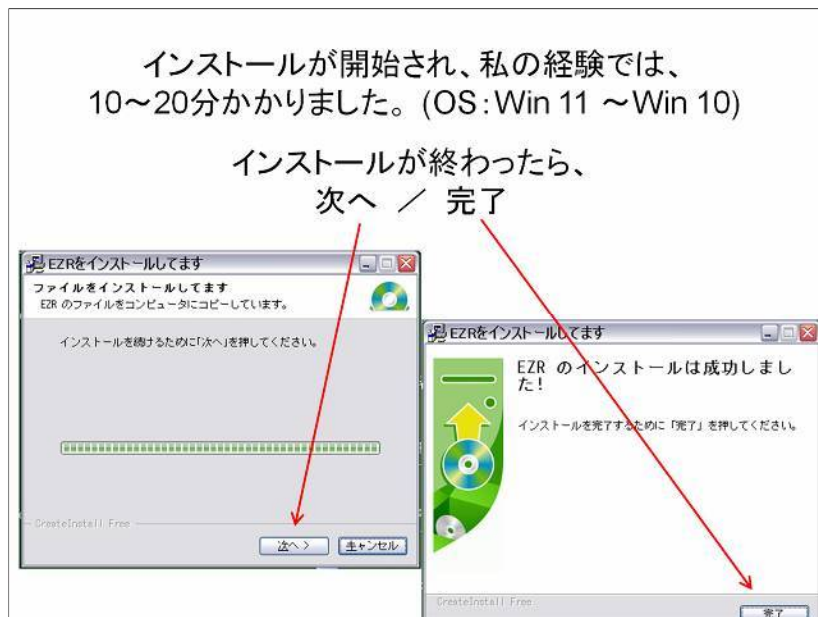 インストールが開始され、私の経験では、
10～20分かかりました。(OS:Win 11 ～Win 10)
インストールが終わったら、
次へ ／ 完了
EZRをインストールしてます
ファイルをインストールしてます
EZR のファイルをコンピュータにコピーしています。
インストールを続けるために「次へ」を押してください。
CreateInstall Free
次へ >
キャンセル
EZRをインストールしてます
EZR のインストールは成功しまし
た!
インストールを完了するために「完了」を押してください。
CreateInstall Free
完了